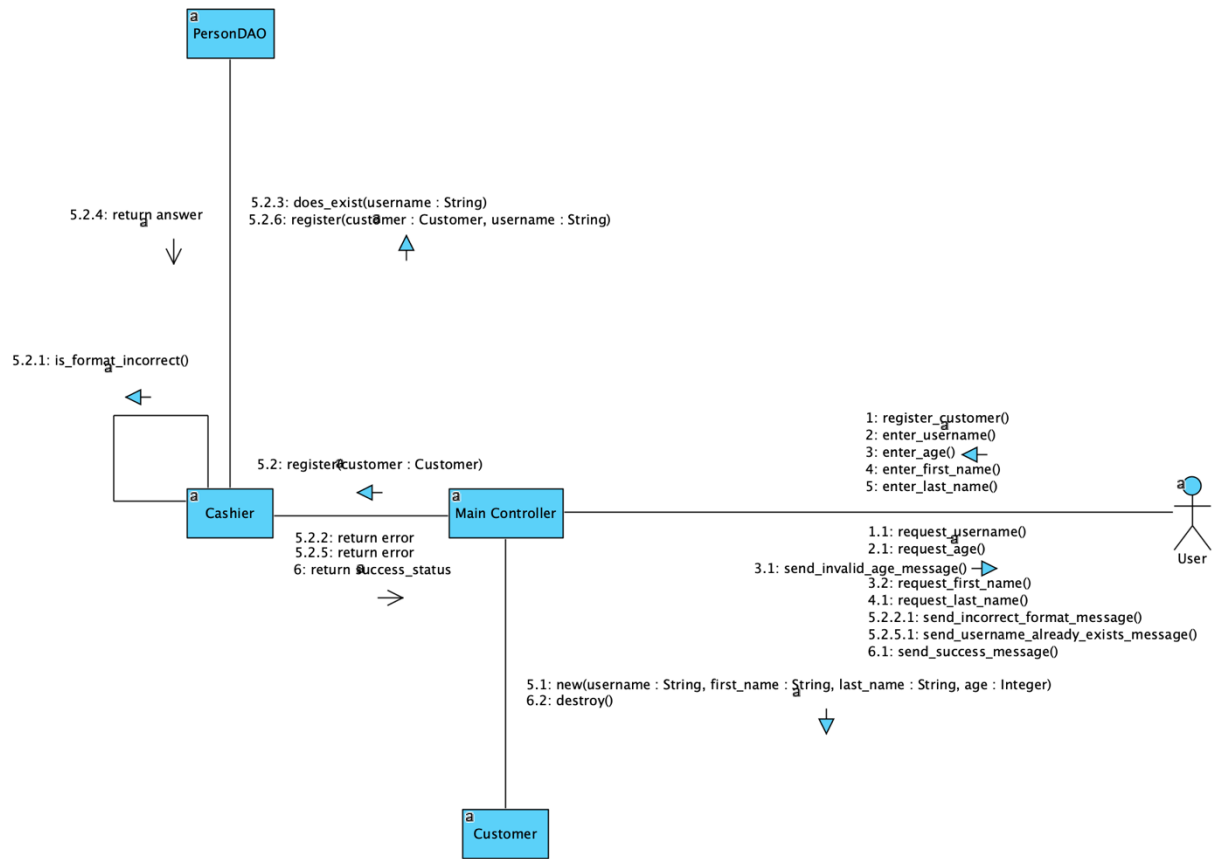 a
PersonDAO
5.2.3: does_exist(username : String)
5.2.4: return answer
a
5.2.6: register(customer : Customer, username : String)
a
5.2.1: is_format_incorrect()
a
1: register_customer()
a
2: enter_username()
3: enter_age()
4: enter_first_name()
5: enter_last_name()
5.2: register(customer : Customer)
a
a
Cashier
a
Main Controller
a
User
5.2.2: return error
5.2.5: return error
a
6: return success_status
1.1: request_username()
a
2.1: request_age()
3.1: send_invalid_age_message()
3.2: request_first_name()
4.1: request_last_name()
5.2.2.1: send_incorrect_format_message()
5.2.5.1: send_username_already_exists_message()
6.1: send_success_message()
5.1: new(username : String, first_name : String, last_name : String, age : Integer)
a
6.2: destroy()
a
Customer